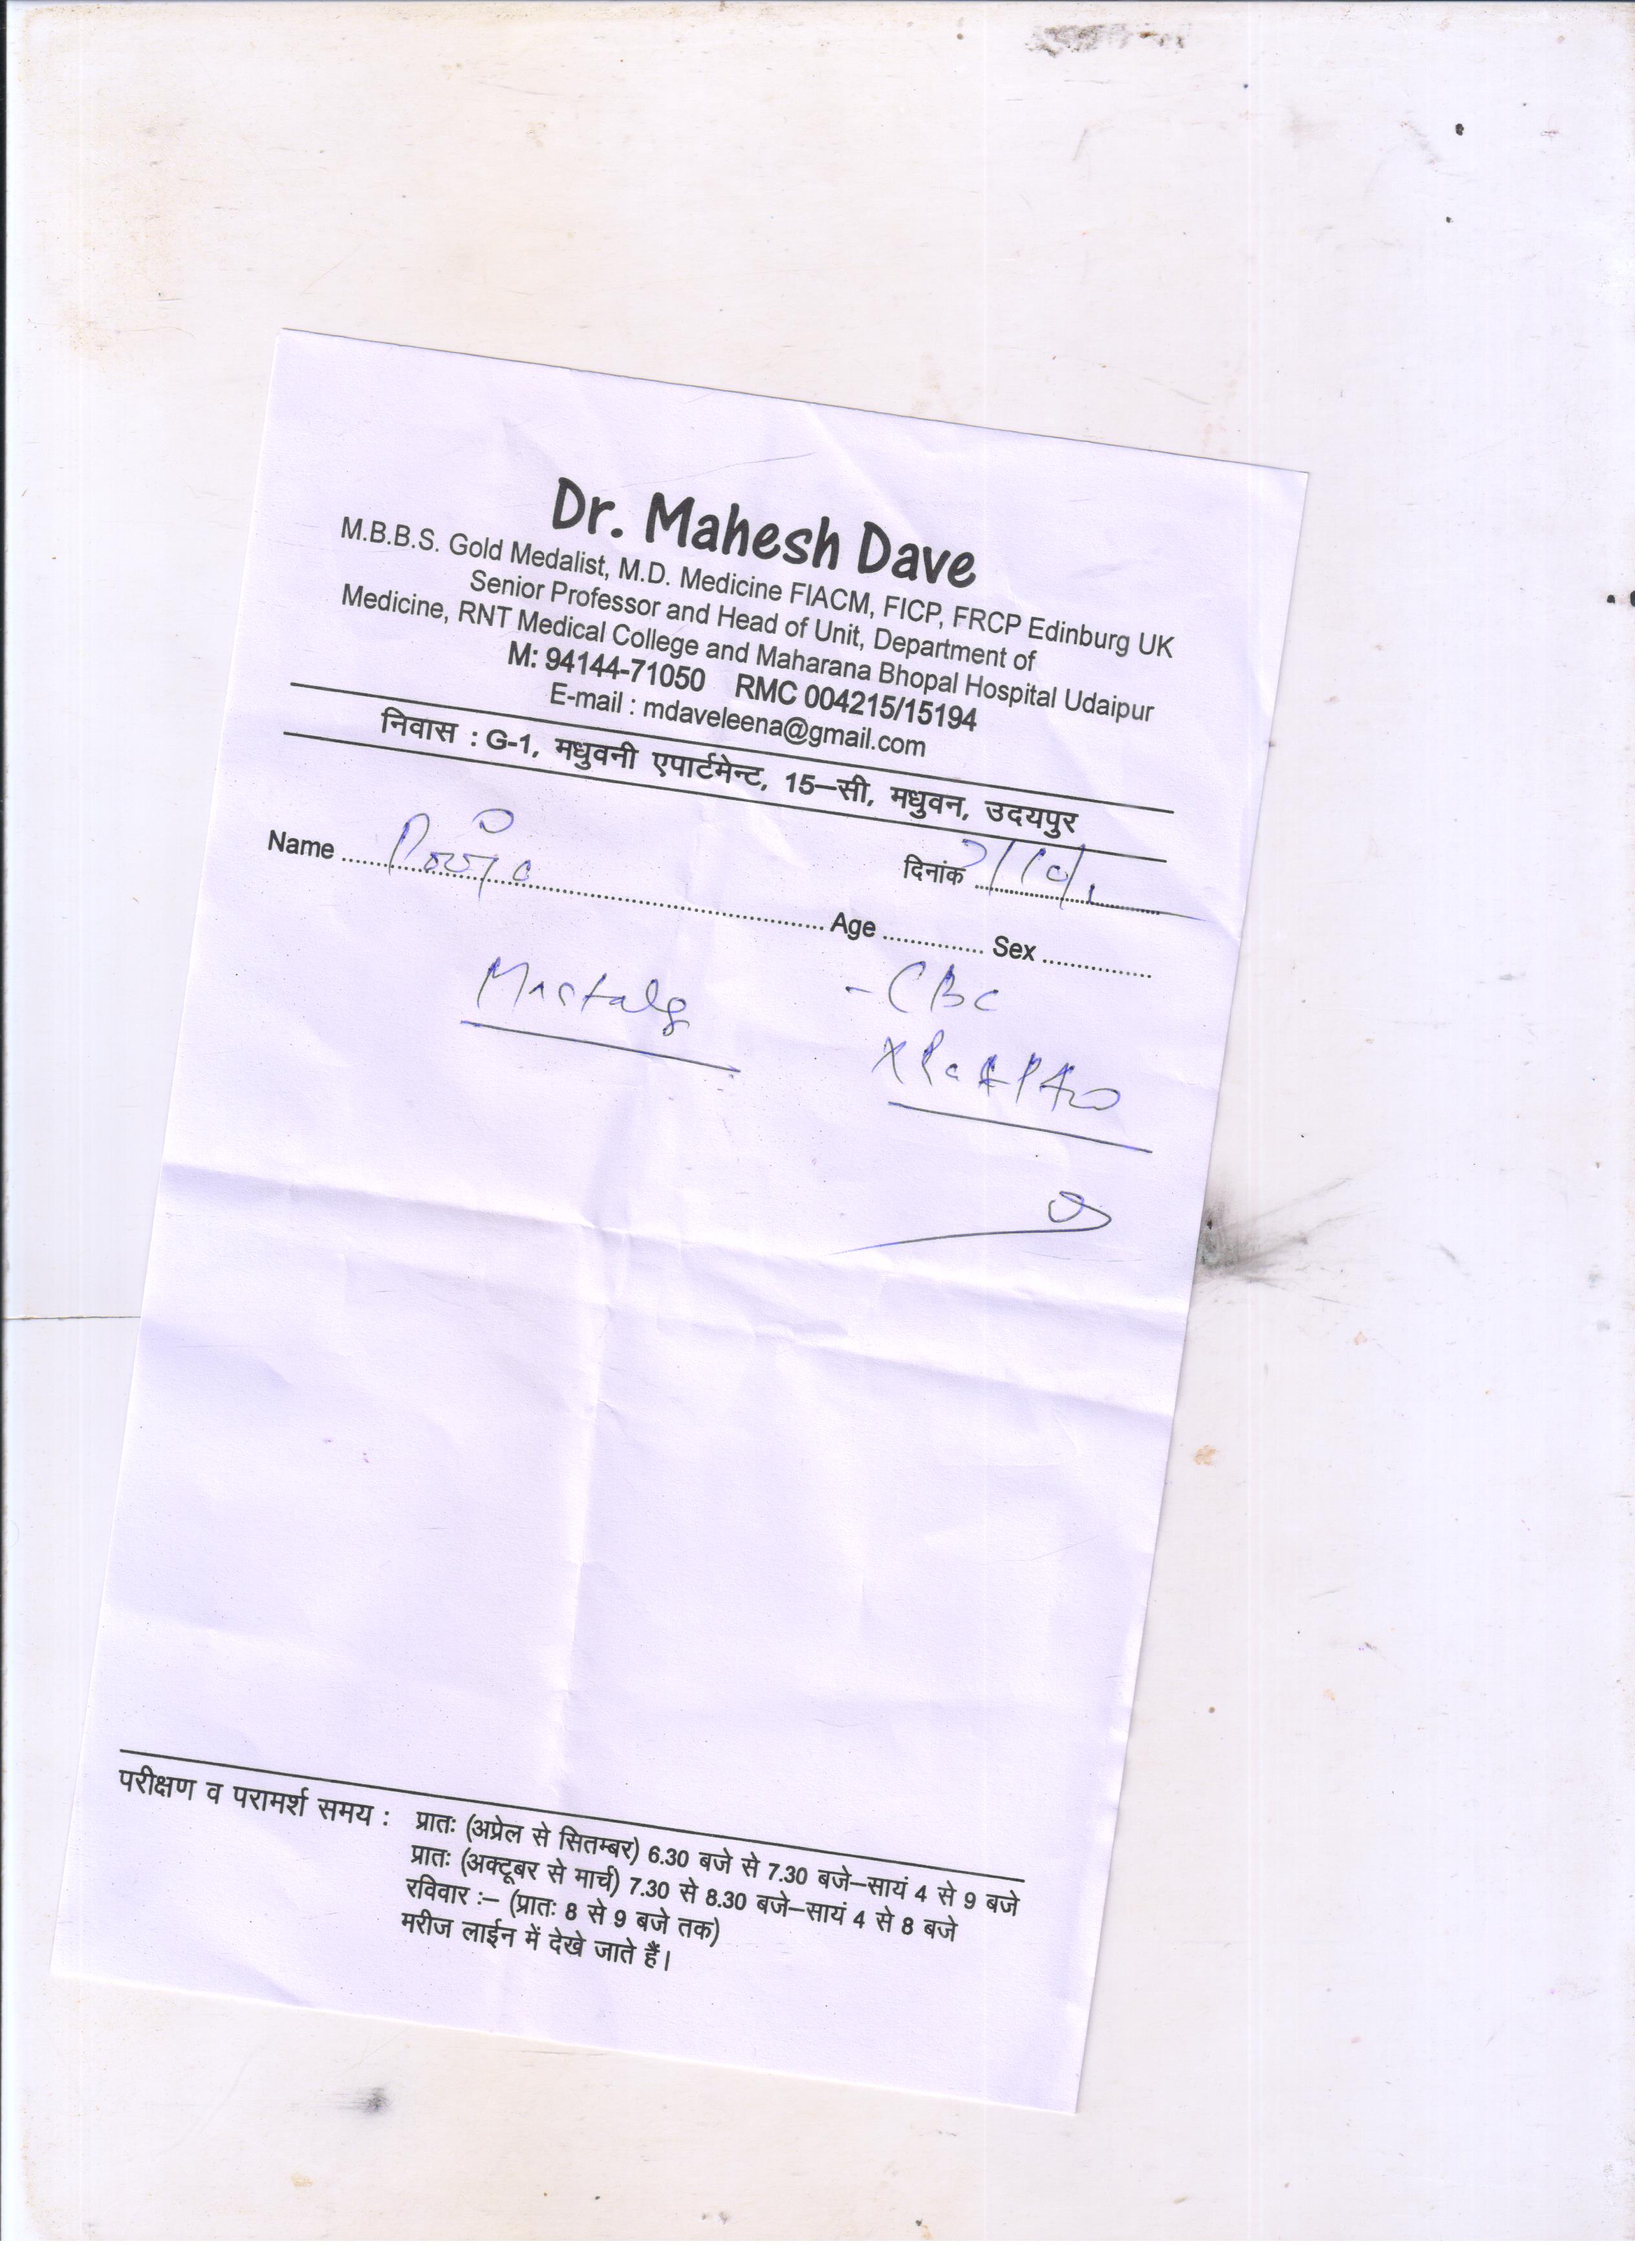 Dr. Mahesh Dave
M.B.B.S. Gold Medalist, M.D. Medicine FIACM, FICP, FRCP Edinburg UK
Senior Professor and Head of Unit, Department of
Medicine, RNT Medical College and Maharana Bhopal Hospital Udaipur
M: 94144-71050 RMC 004215/15194
E-mail : mdaveleena@gmail.com
निवास : G-1, मधुवनी एपार्टमेन्ट, 15–सी, मधुवन, उदयपुर
दिनांक
Name Pooja Age Sex
- CBC
परीक्षण व परामर्श समय : प्रातः (अप्रेल से सितम्बर) 6.30 बजे से 7.30 बजे–सायं 4 से 9 बजे
प्रातः (अक्टूबर से मार्च) 7.30 से 8.30 बजे–सायं 4 से 8 बजे
रविवार :– (प्रातः 8 से 9 बजे तक)
मरीज लाईन में देखे जाते हैं।